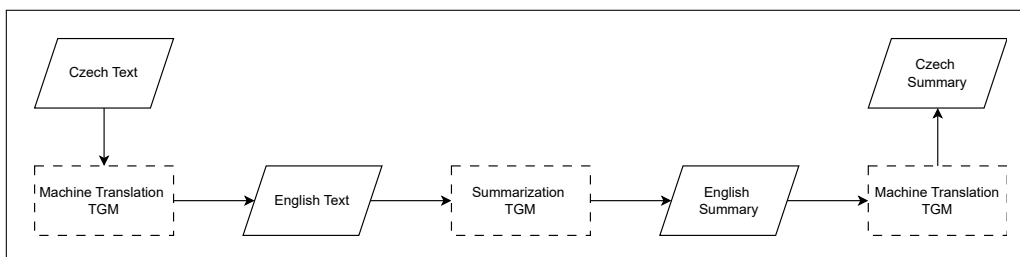 Czech Text
Czech
Summary
Machine Translation
TGM
English Text
Summarization
TGM
English
Summary
Machine Translation
TGM